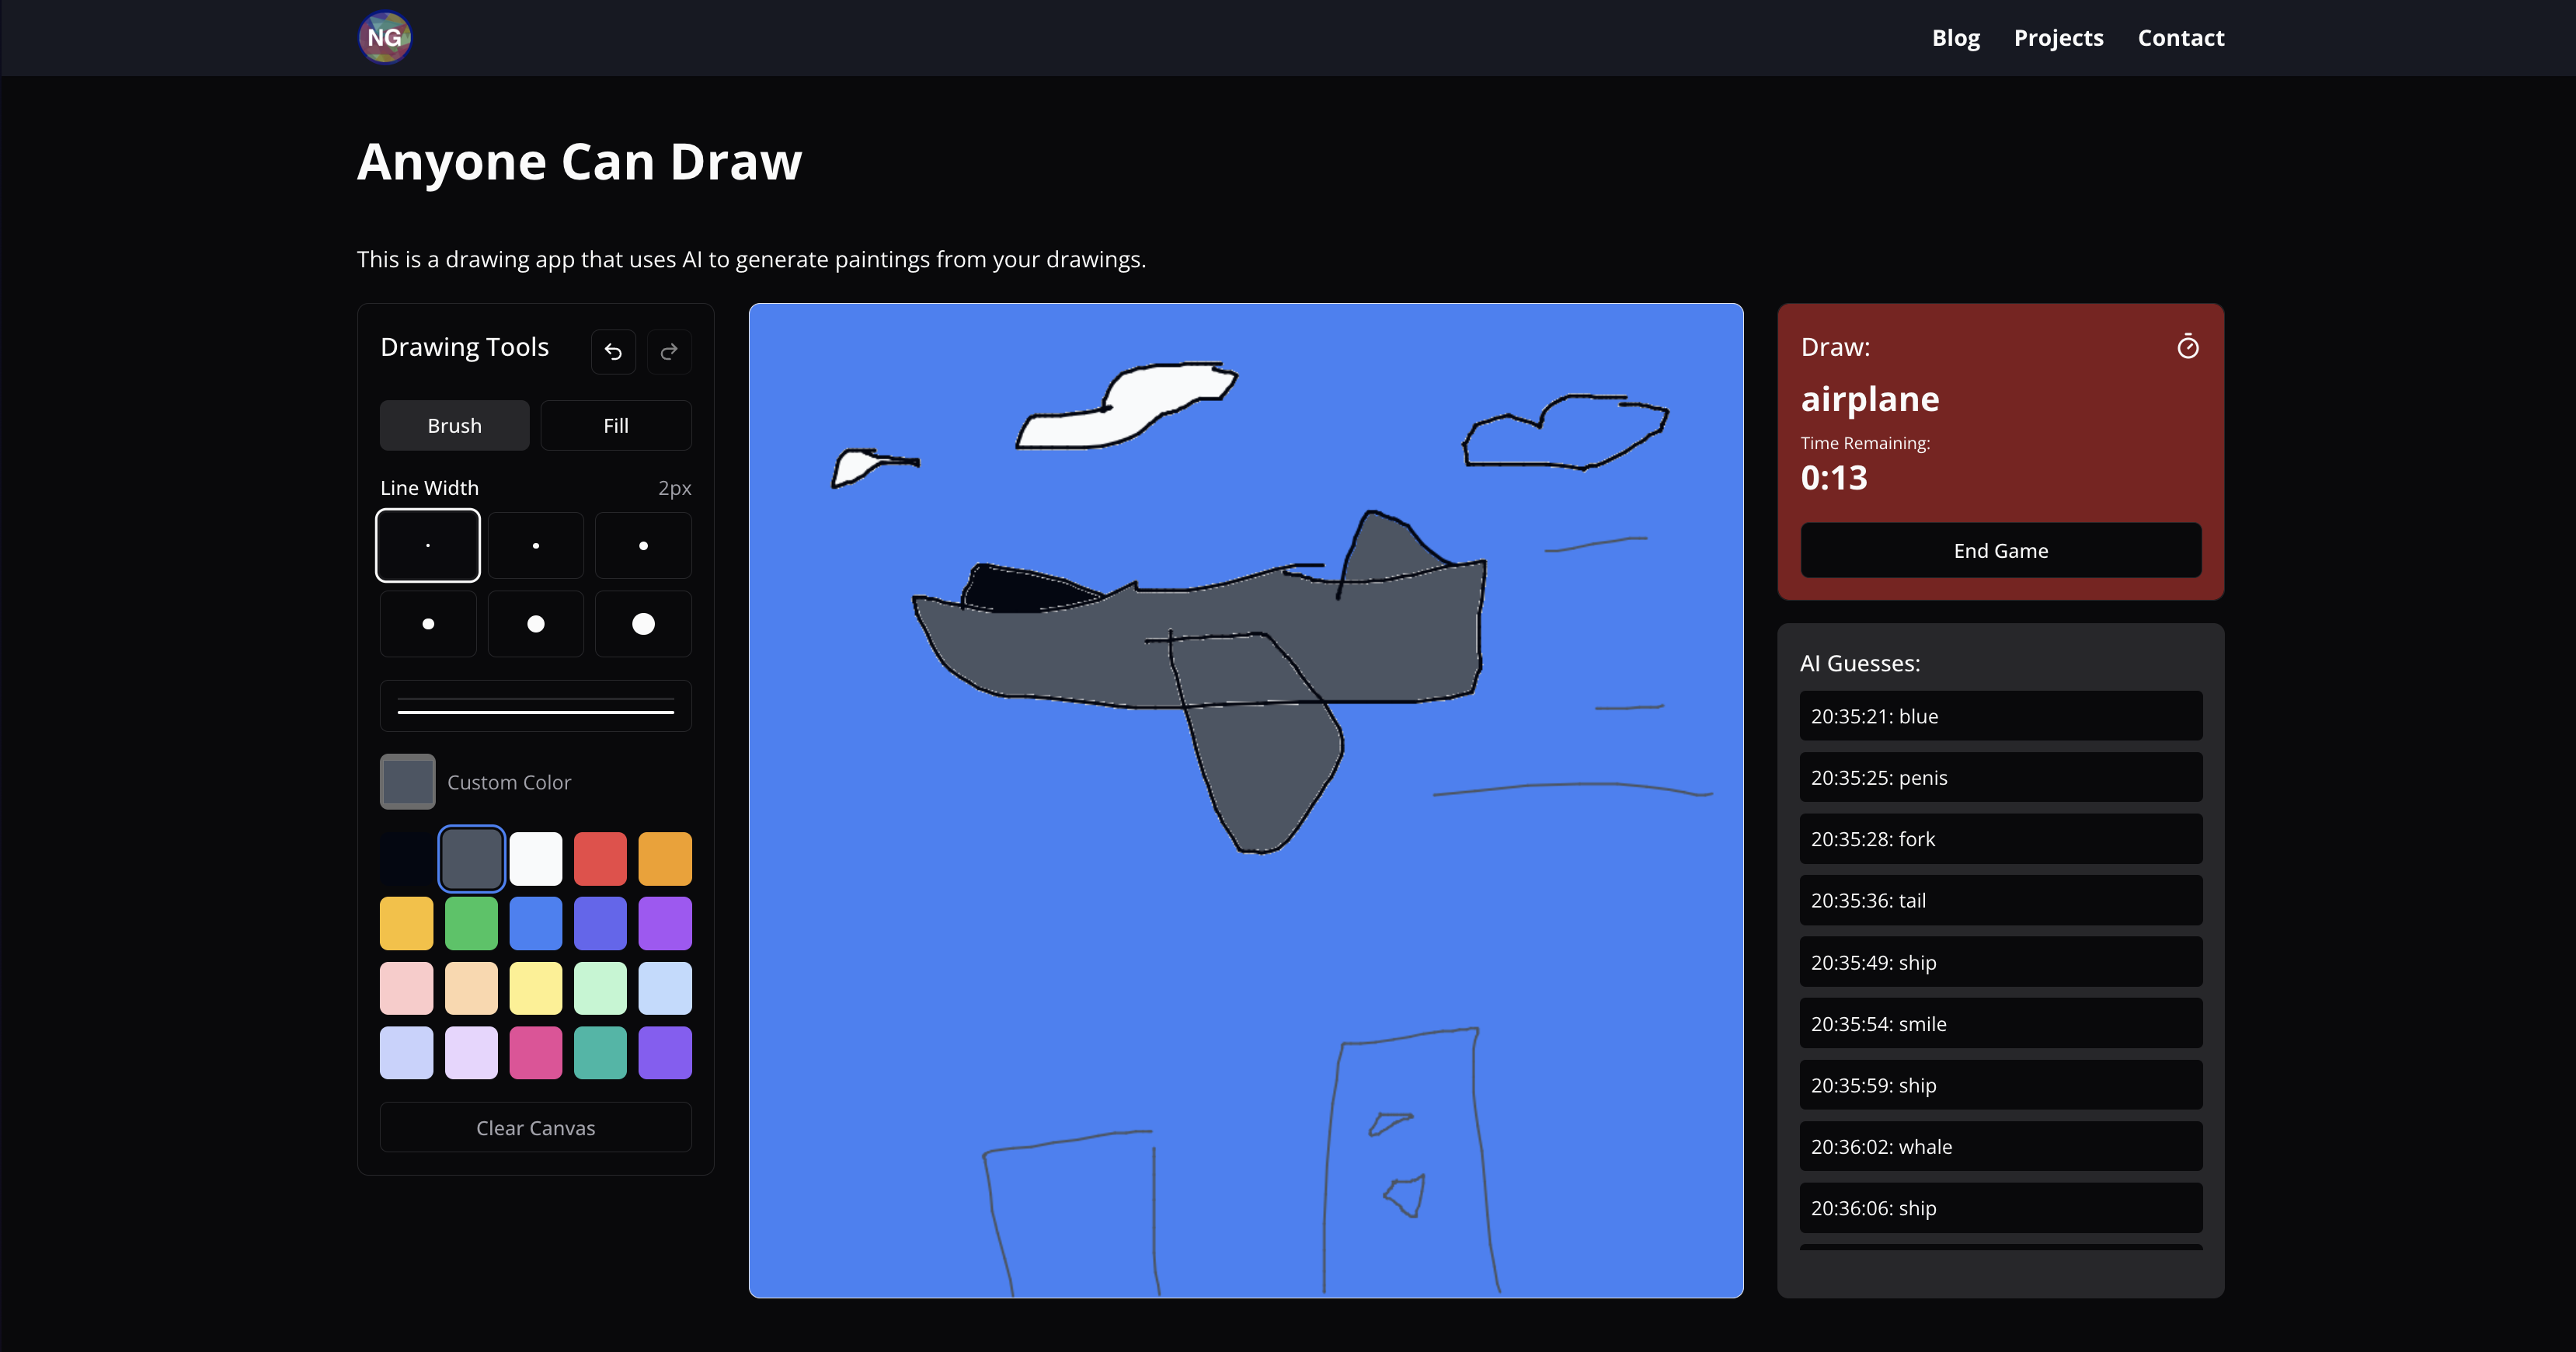 NG
Blog Projects Contact
Anyone Can Draw
This is a drawing app that uses AI to generate paintings from your drawings.
Drawing Tools
Brush Fill
Line Width 2px
Custom Color
Clear Canvas
Draw:
airplane
Time Remaining:
0:13
End Game
AI Guesses:
20:35:21: blue
20:35:25: penis
20:35:28: fork
20:35:36: tail
20:35:49: ship
20:35:54: smile
20:35:59: ship
20:36:02: whale
20:36:06: ship